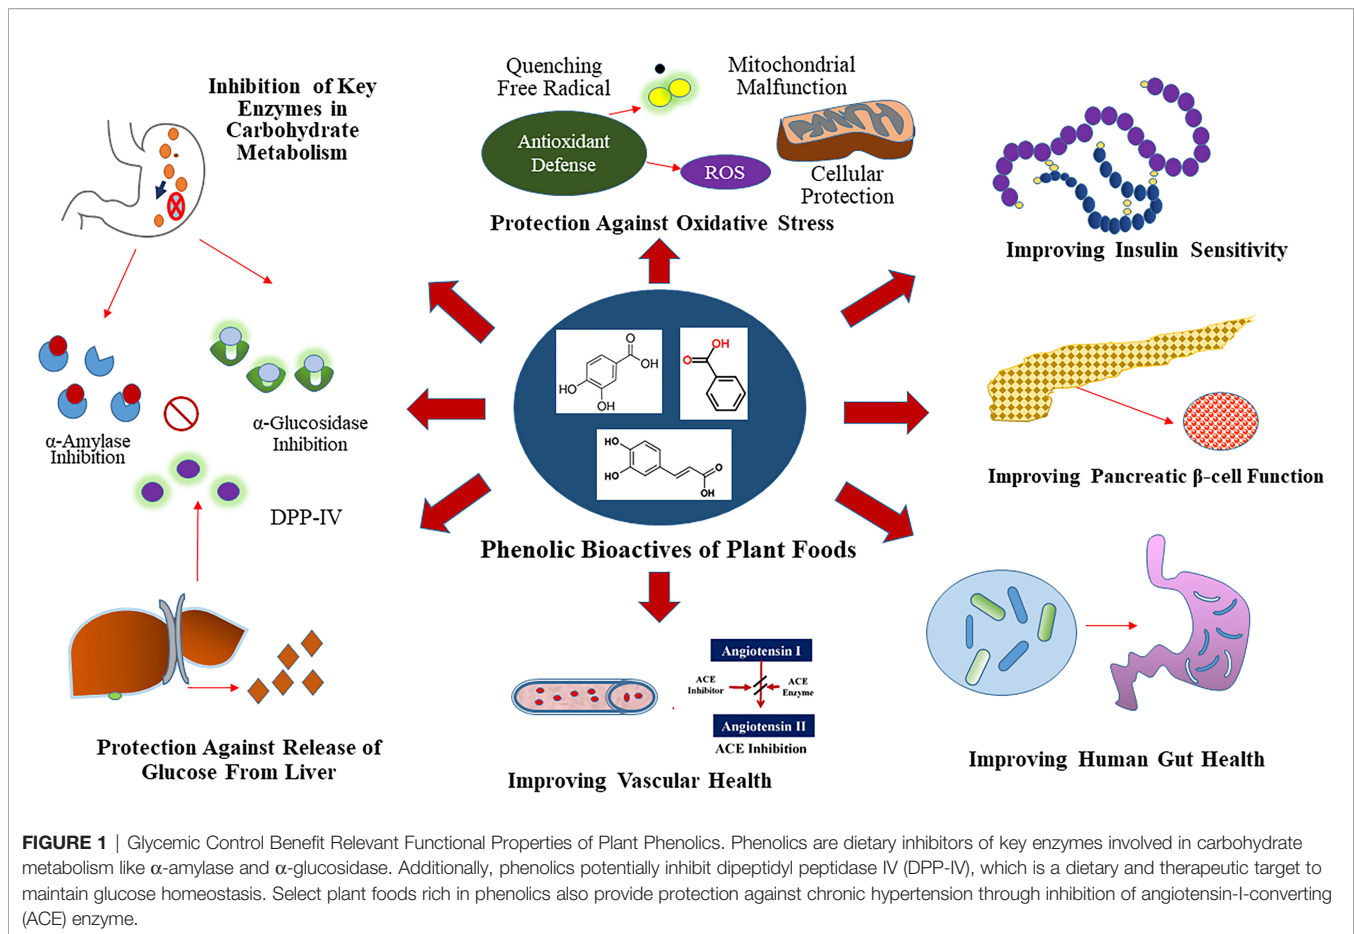 Inhibition of Key
Enzymes in
Carbohydrate
Metabolism
Quenching
Free Radical
Mitochondrial
Malfunction
Antioxidant
Defense
ROS
Cellular
Protection
Protection Against Oxidative Stress
Improving Insulin Sensitivity
α-Amylase
Inhibition
α-Glucosidase
Inhibition
DPP-IV
O
OH
HO
OH
O
OH
HO
HO
O
OH
Phenolic Bioactives of Plant Foods
Improving Pancreatic β-cell Function
Protection Against Release of
Glucose From Liver
Angiotensin I
ACE
Inhibitor
ACE
Enzyme
Angiotensin II
ACE Inhibition
Improving Vascular Health
Improving Human Gut Health
FIGURE 1 | Glycemic Control Benefit Relevant Functional Properties of Plant Phenolics. Phenolics are dietary inhibitors of key enzymes involved in carbohydrate
metabolism like α-amylase and α-glucosidase. Additionally, phenolics potentially inhibit dipeptidyl peptidase IV (DPP-IV), which is a dietary and therapeutic target to
maintain glucose homeostasis. Select plant foods rich in phenolics also provide protection against chronic hypertension through inhibition of angiotensin-I-converting
(ACE) enzyme.